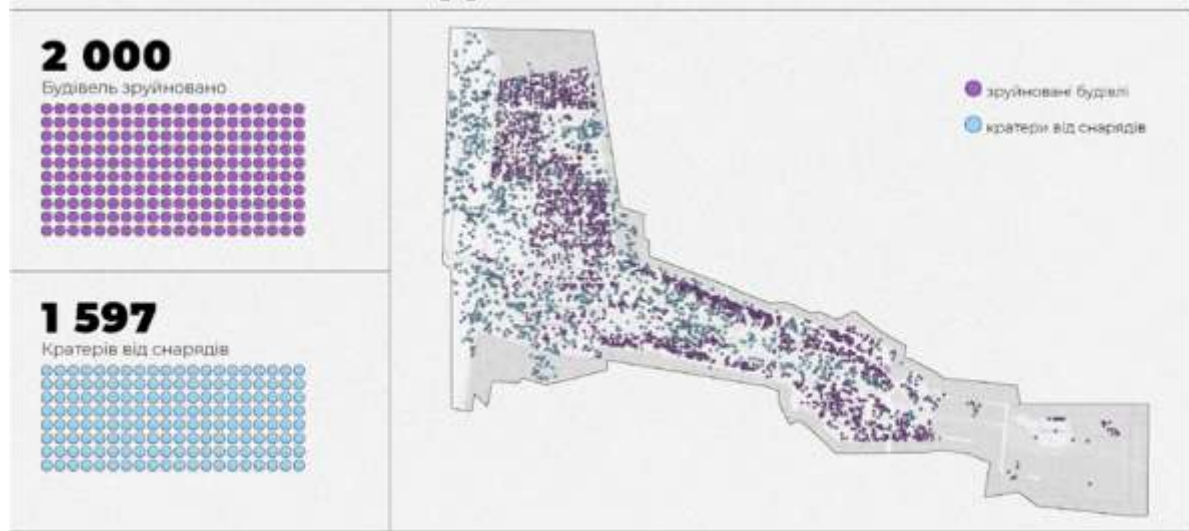 2 000
Будівель зруйновано
1 597
Кратерів від снарядів
зруйновані будівлі
кратери від снарядів